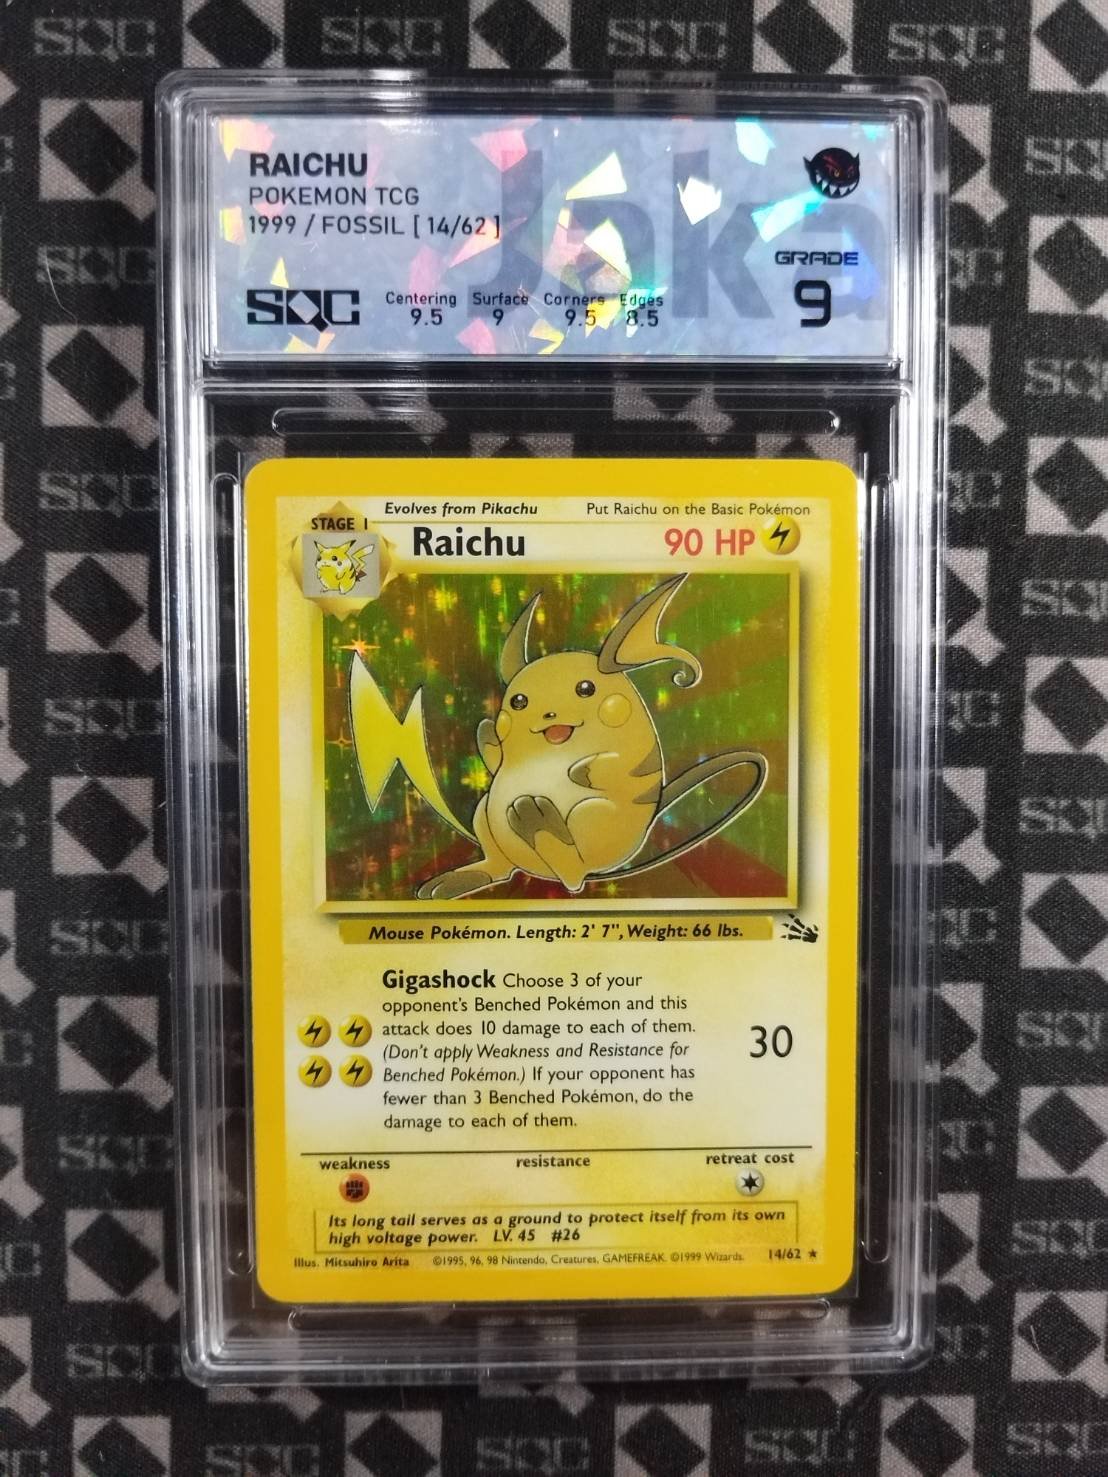 RAICHU
POKEMON TCG
1999 / FOSSIL [ 14/62 ]
Jaka
GRADE
9
SQC
Centering Surface Corners Edges
9.5 9 9.5 8.5
Evolves from Pikachu
Put Raichu on the Basic Pokémon
STAGE 1
Raichu
90 HP
Mouse Pokémon. Length: 2' 7", Weight: 66 lbs.
Gigashock Choose 3 of your
opponent's Benched Pokémon and this
attack does 10 damage to each of them.
(Don't apply Weakness and Resistance for
Benched Pokémon.) If your opponent has
fewer than 3 Benched Pokémon, do the
damage to each of them.
30
weakness resistance retreat cost
Its long tail serves as a ground to protect itself from its own
high voltage power. LV. 45 #26
Illus. Mitsuhiro Arita ©1995, 96, 98 Nintendo, Creatures, GAMEFREAK. ©1999 Wizards. 14/62 ★